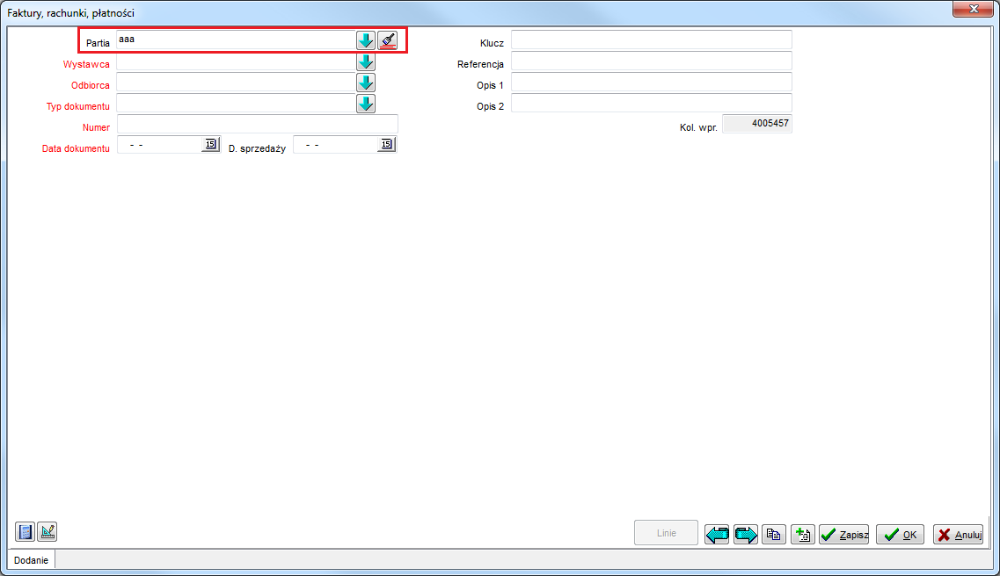 Faktury, rachunki, płatności
Partia aaa
Wystawca
Odbiorca
Typ dokumentu
Numer
Data dokumentu - - 15 D. sprzedaży - - 15
Klucz
Referencja
Opis 1
Opis 2
Kol. wpr. 4005457
Linie Zapisz OK Anuluj
Dodanie